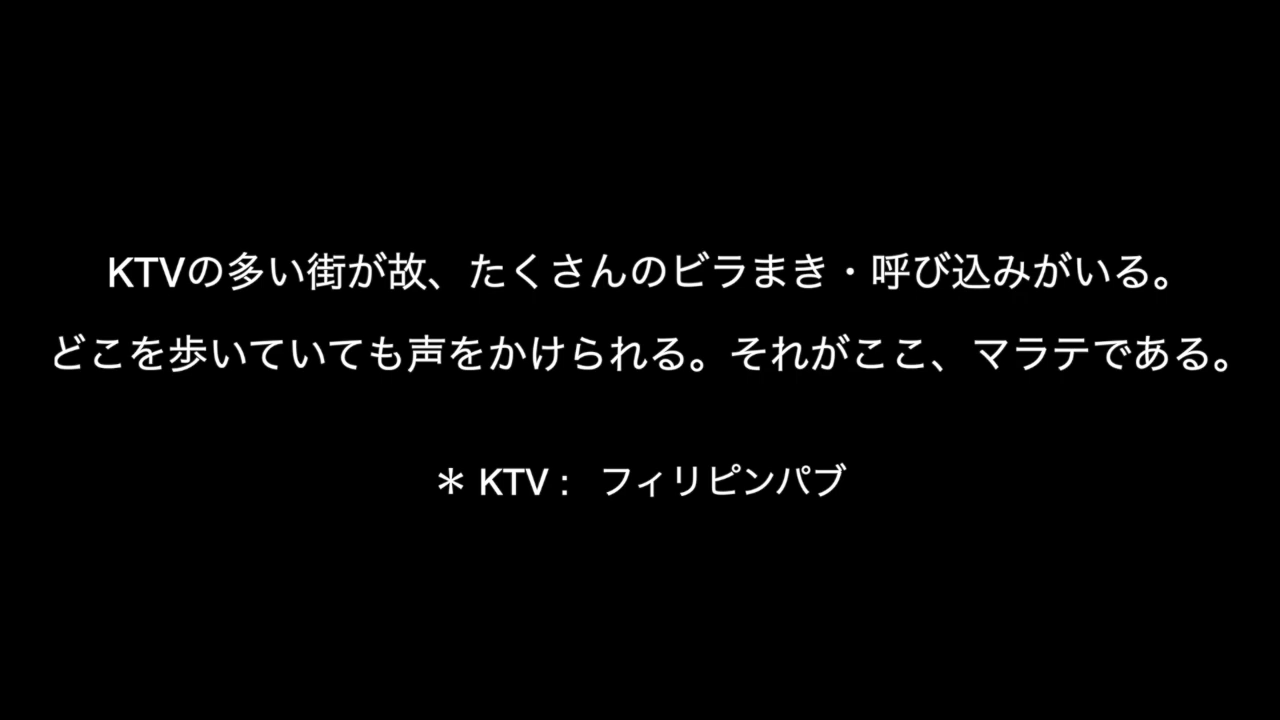 KTVの多い街が故、たくさんのビラまき・呼び込みがいる。
どこを歩いていても声をかけられる。それがここ、マラテである。
＊ KTV： フィリピンパブ